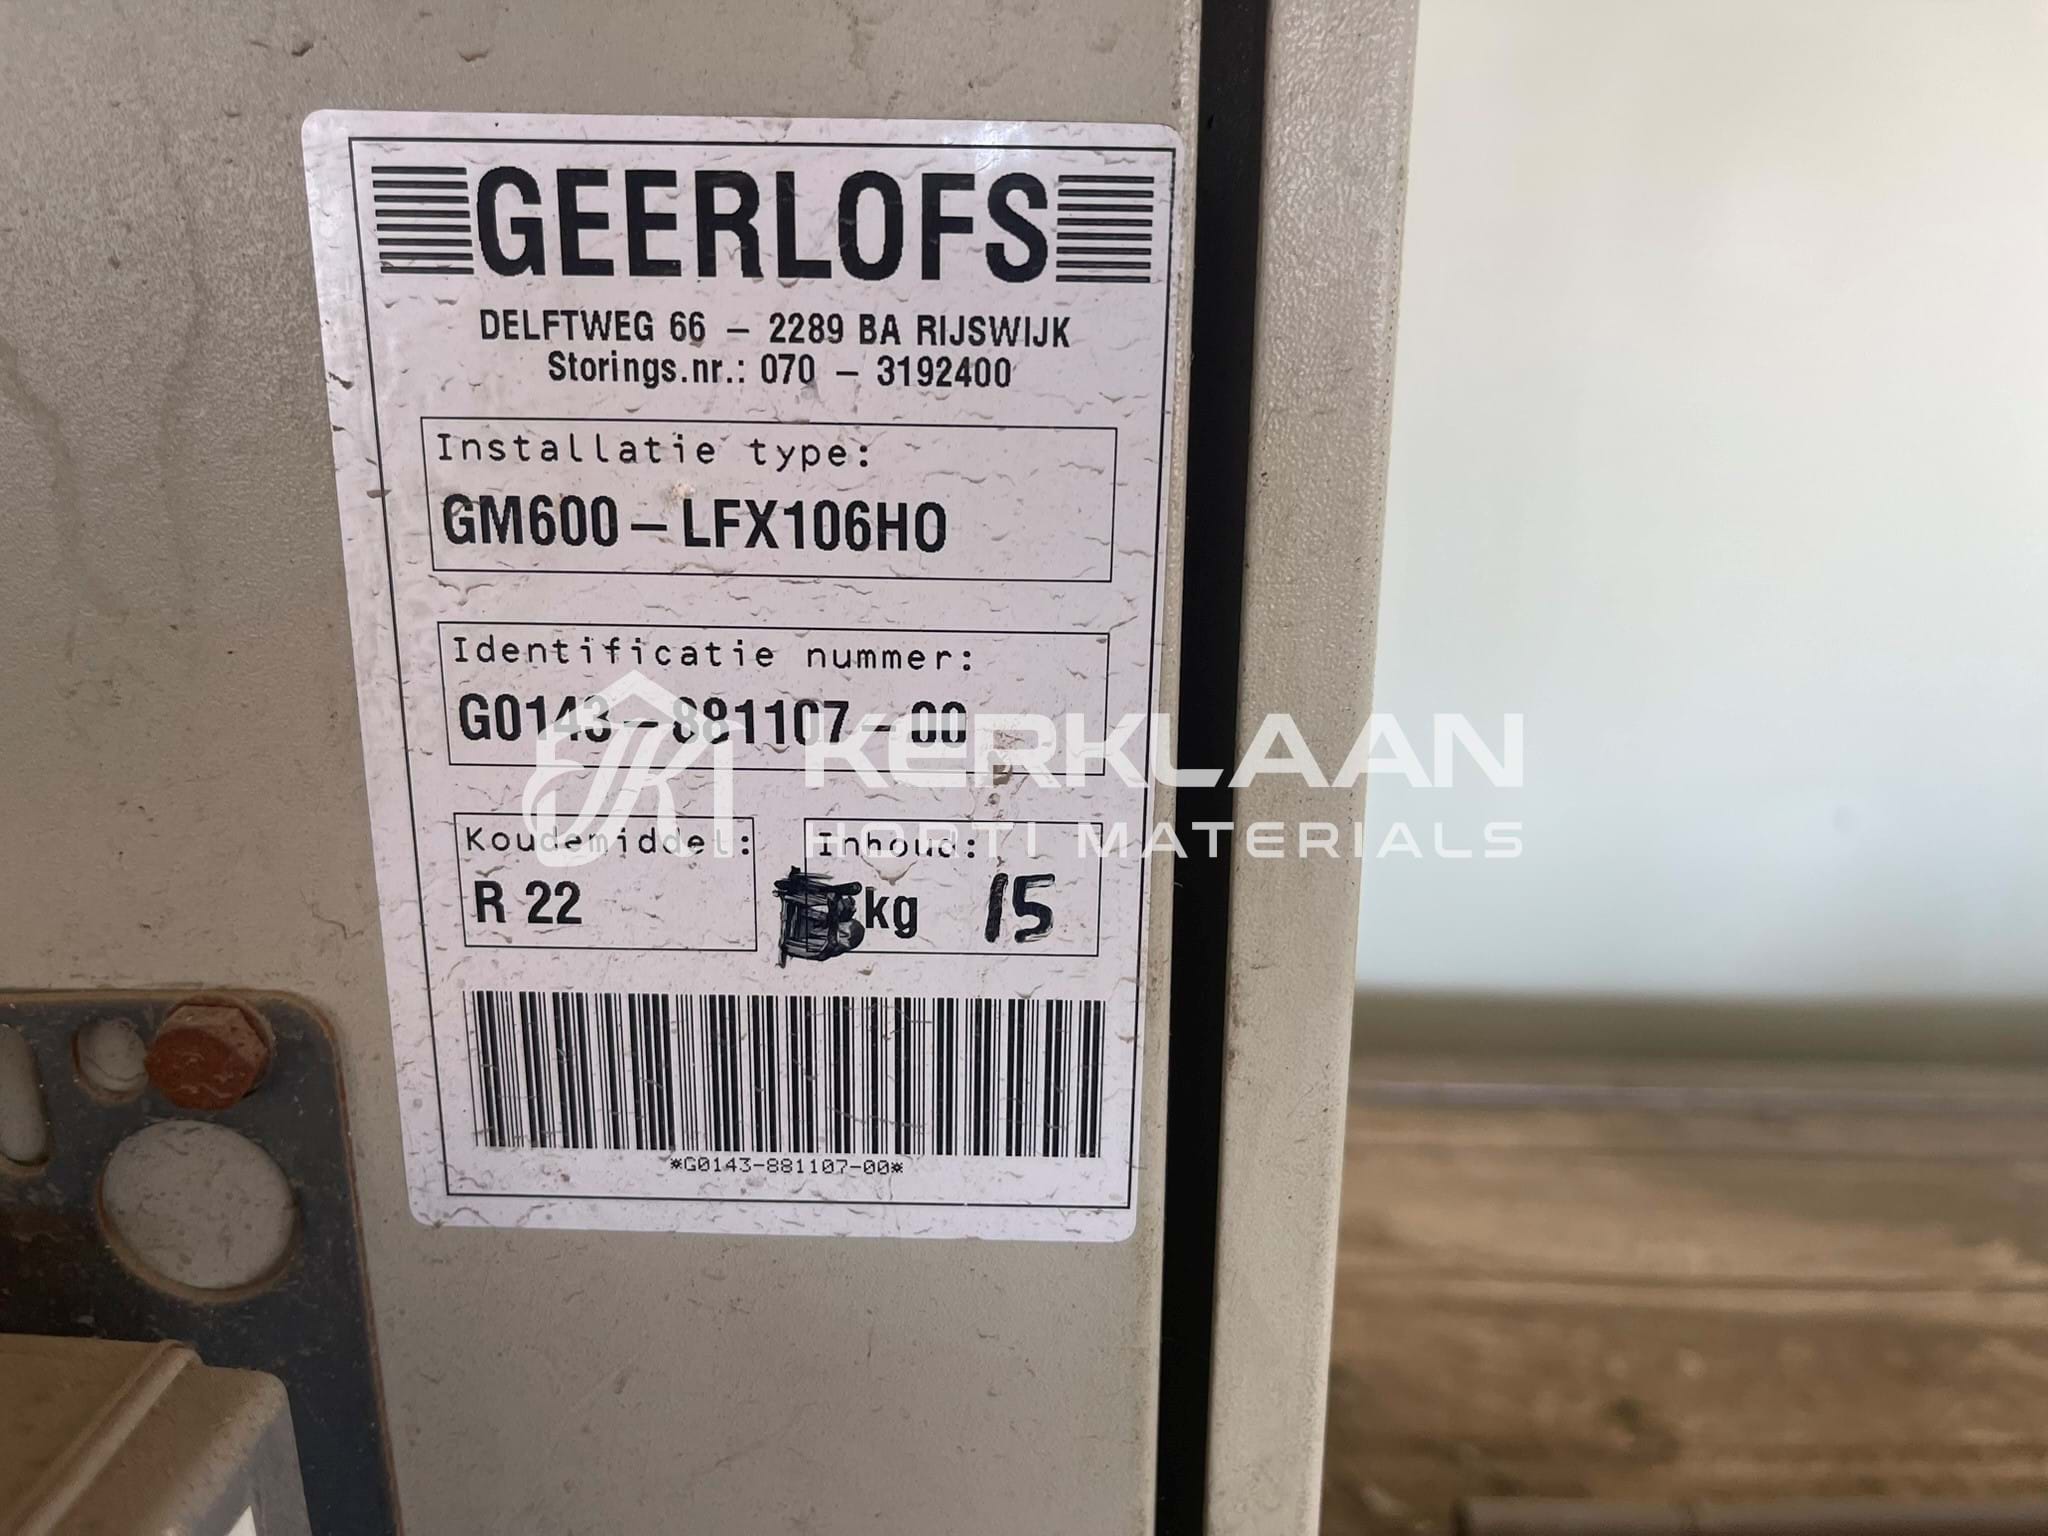 GEERLOFS
DELFTWEG 66 – 2289 BA RIJSWIJK
Storings.nr.: 070 – 3192400
Installatie type:
GM600–LFX106HO
Identificatie nummer:
G0143–881107–00
KERKLAAN
HORTI MATERIALS
Koudemiddel:
R 22
Inhoud:
kg 15
*G0143-881107-00*